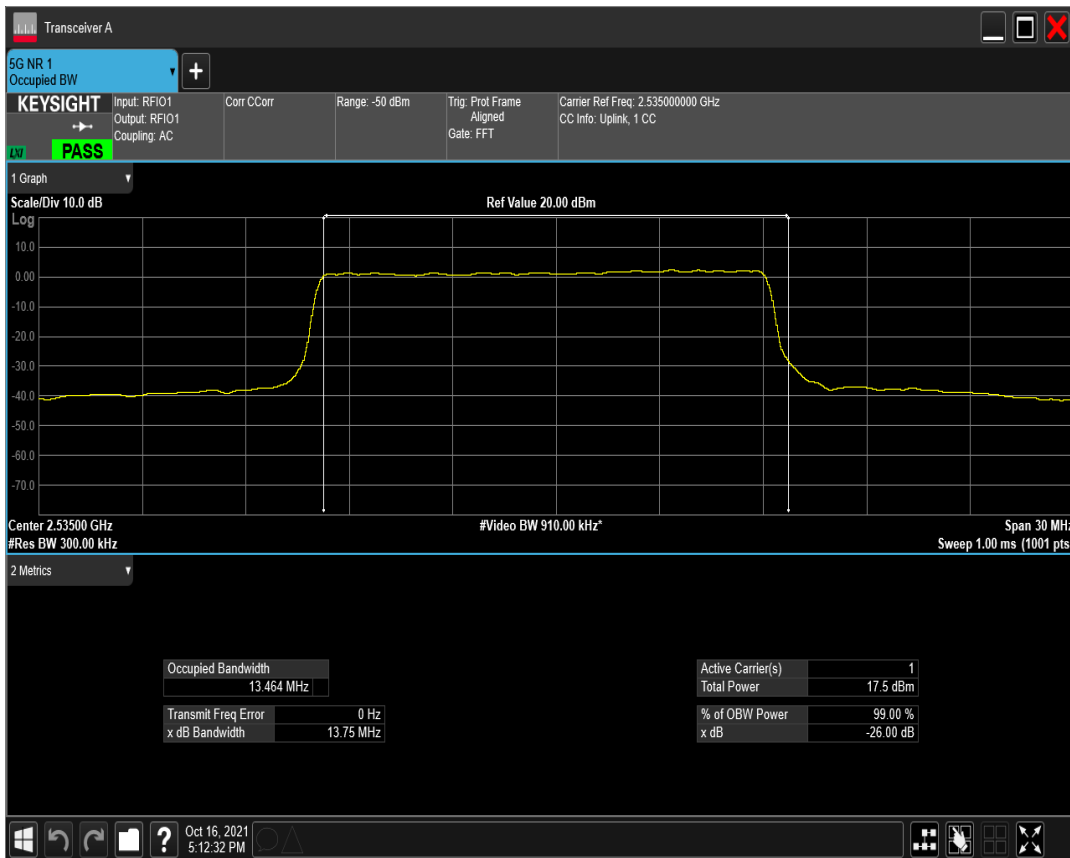 Transceiver A
5G NR 1
Occupied BW
KEYSIGHT
LXI
PASS
Input: RFIO1
Output: RFIO1
Coupling: AC
Corr CCorr
Range: -50 dBm
Trig: Prot Frame
Aligned
Gate: FFT
Carrier Ref Freq: 2.535000000 GHz
CC Info: Uplink, 1 CC
1 Graph
Scale/Div 10.0 dB
Ref Value 20.00 dBm
Log
10.0
0.00
-10.0
-20.0
-30.0
-40.0
-50.0
-60.0
-70.0
Center 2.53500 GHz
#Video BW 910.00 kHz*
Span 30 MHz
#Res BW 300.00 kHz
Sweep 1.00 ms (1001 pts
2 Metrics
Occupied Bandwidth
13.464 MHz
Transmit Freq Error 0 Hz
x dB Bandwidth 13.75 MHz
Active Carrier(s) 1
Total Power 17.5 dBm
% of OBW Power 99.00 %
x dB -26.00 dB
?
Oct 16, 2021
5:12:32 PM